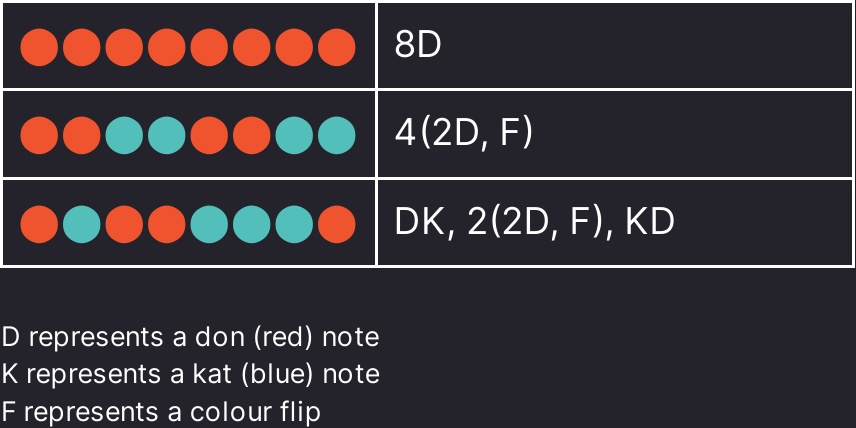 8D
4(2D, F)
DK, 2(2D, F), KD
D represents a don (red) note
K represents a kat (blue) note
F represents a colour flip